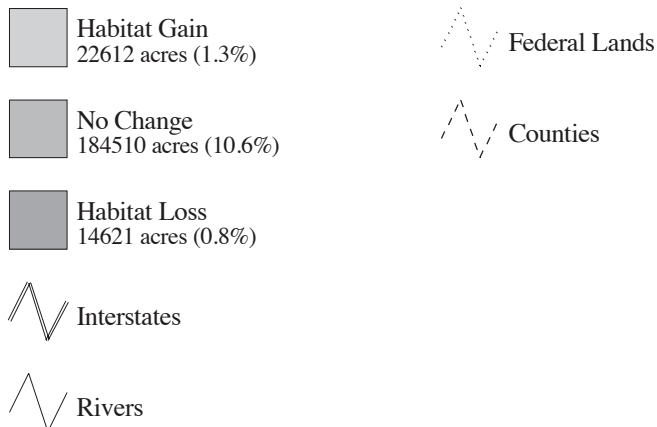 Habitat Gain
22612 acres (1.3%)
No Change
184510 acres (10.6%)
Habitat Loss
14621 acres (0.8%)
Interstates
Rivers
Federal Lands
Counties